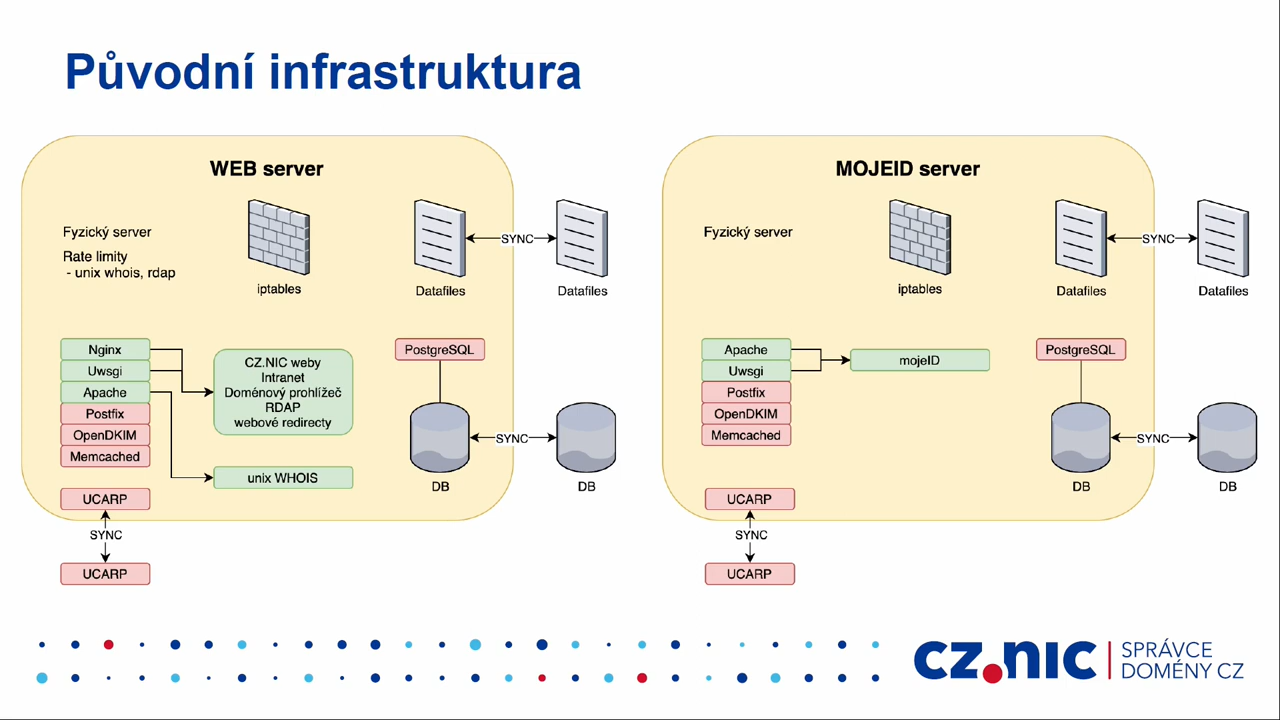 Původní infrastruktura
WEB server
Fyzický server
Rate limity
- unix whois, rdap
iptables
Datafiles
SYNC
Datafiles
Nginx
Uwsgi
Apache
Postfix
OpenDKIM
Memcached
CZ.NIC weby
Intranet
Doménový prohlížeč
RDAP
webové redirecty
unix WHOIS
PostgreSQL
DB
SYNC
DB
UCARP
SYNC
UCARP
MOJEID server
Fyzický server
iptables
Datafiles
SYNC
Datafiles
Apache
Uwsgi
Postfix
OpenDKIM
Memcached
mojeID
PostgreSQL
DB
SYNC
DB
UCARP
SYNC
UCARP
CZ.NIC
SPRÁVCE
DOMÉNY CZ